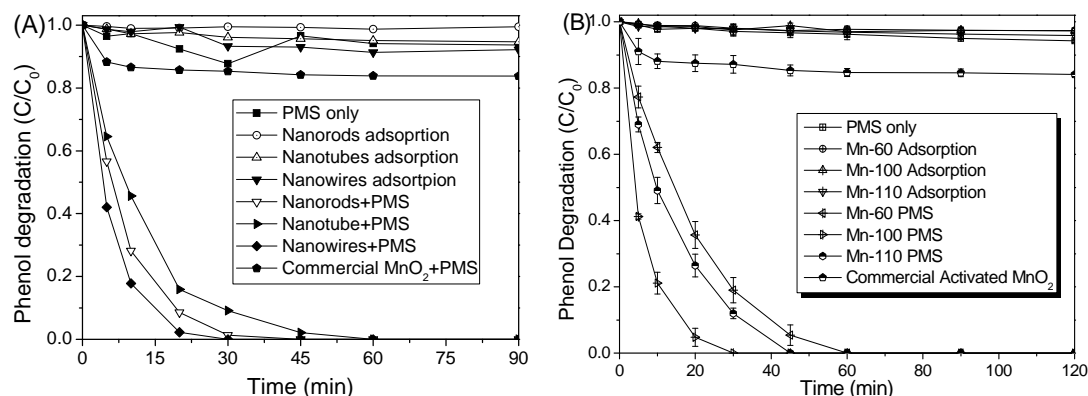 (A)
Phenol degradation (C/C0)
1.0
0.8
0.6
0.4
0.2
0.0
PMS only
Nanorods adsoprtion
Nanotubes adsorption
Nanowires adsortpion
Nanorods+PMS
Nanotube+PMS
Nanowires+PMS
Commercial MnO2+PMS
0 15 30 45 60 75 90
Time (min)
(B)
Phenol Degradation (C/C0)
1.0
0.8
0.6
0.4
0.2
0.0
PMS only
Mn-60 Adsorption
Mn-100 Adsorption
Mn-110 Adsorption
Mn-60 PMS
Mn-100 PMS
Mn-110 PMS
Commercial Activated MnO2
0 20 40 60 80 100 120
Time (min)